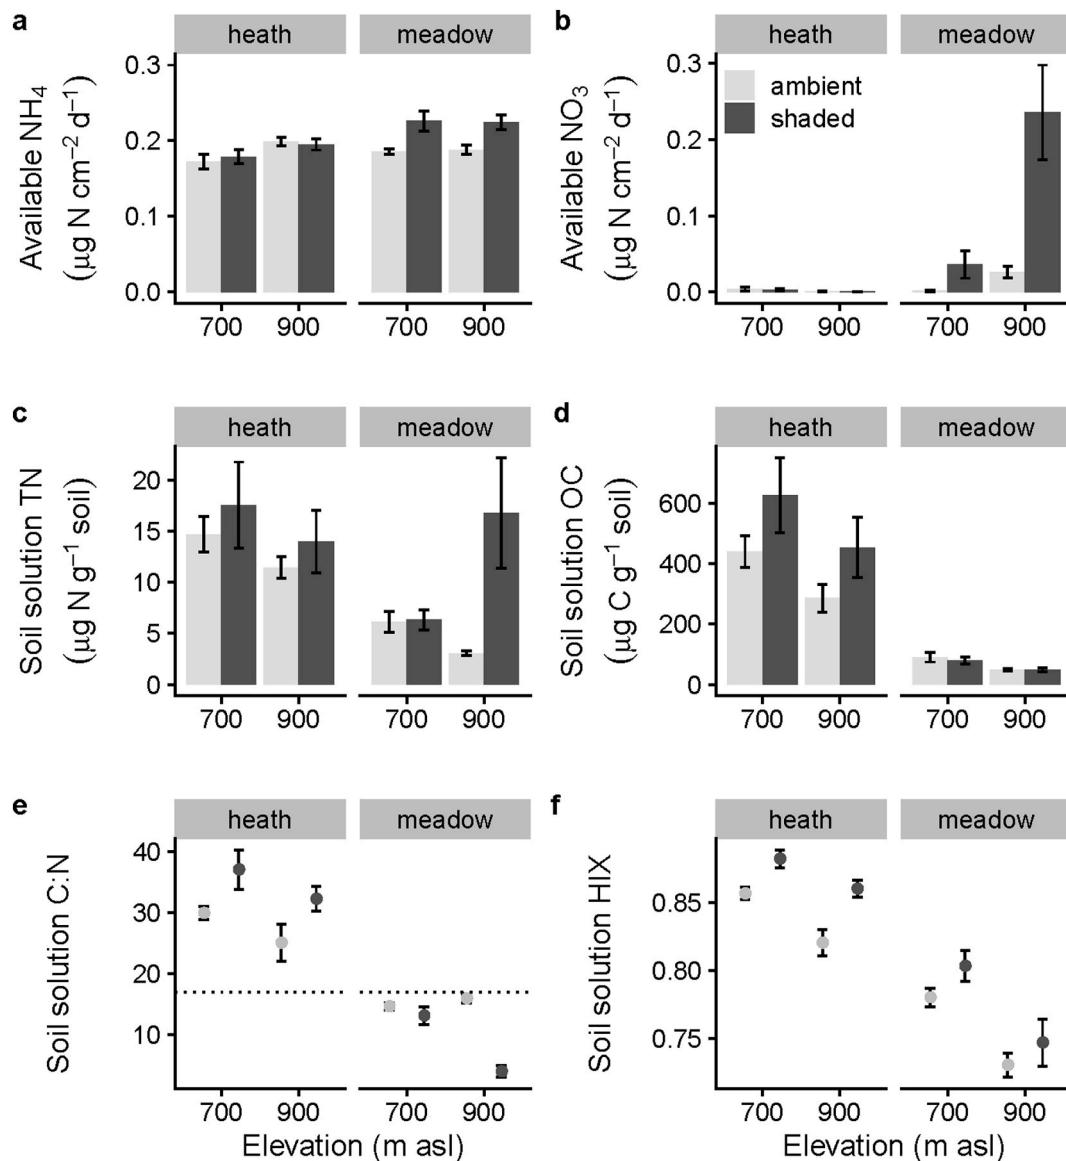 a
heath meadow
Available NH4
(μg N cm−2 d−1)
0.3
0.2
0.1
0.0
700 900 700 900
b
heath meadow
Available NO3
(μg N cm−2 d−1)
0.3
0.2
0.1
0.0
ambient
shaded
700 900 700 900
c
heath meadow
Soil solution TN
(μg N g−1 soil)
20
15
10
5
0
700 900 700 900
d
heath meadow
Soil solution OC
(μg C g−1 soil)
600
400
200
0
700 900 700 900
e
heath meadow
Soil solution C:N
40
30
20
10
700 900 700 900
Elevation (m asl)
f
heath meadow
Soil solution HIX
0.85
0.80
0.75
700 900 700 900
Elevation (m asl)